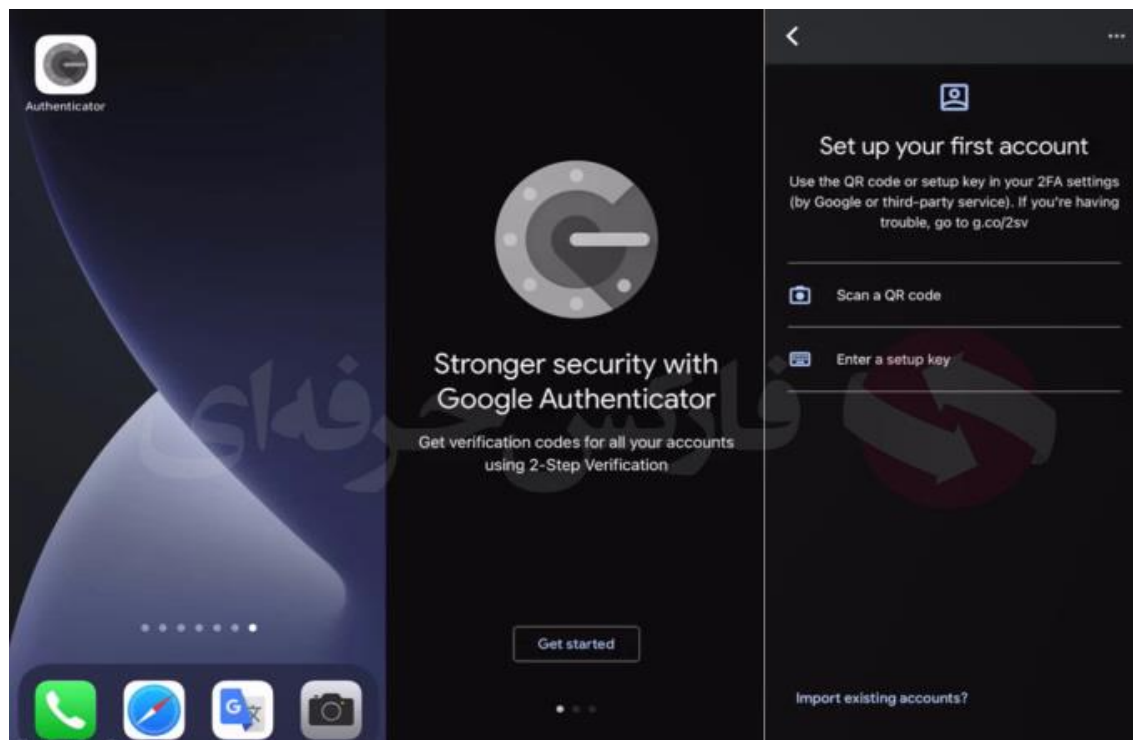 Authenticator
Stronger security with
Google Authenticator
Get verification codes for all your accounts
using 2-Step Verification
Get started
Set up your first account
Use the QR code or setup key in your 2FA settings
(by Google or third-party service). If you're having
trouble, go to g.co/2sv
Scan a QR code
Enter a setup key
Import existing accounts?
فارکس حرفه‌ای